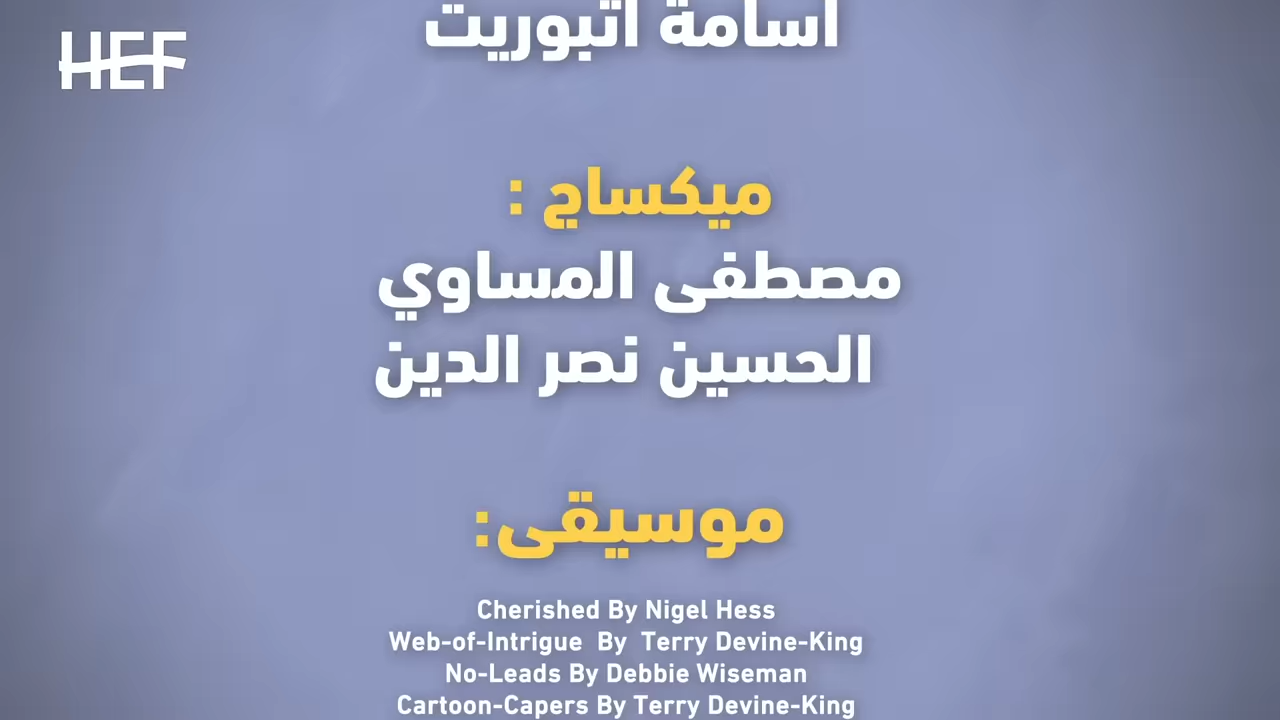 HEF
أسامة أتبوريت
ميكساج :
مصطفى المساوي
الحسين نصر الدين
موسيقى:
Cherished By Nigel Hess
Web-of-Intrigue By Terry Devine-King
No-Leads By Debbie Wiseman
Cartoon-Capers By Terry Devine-King